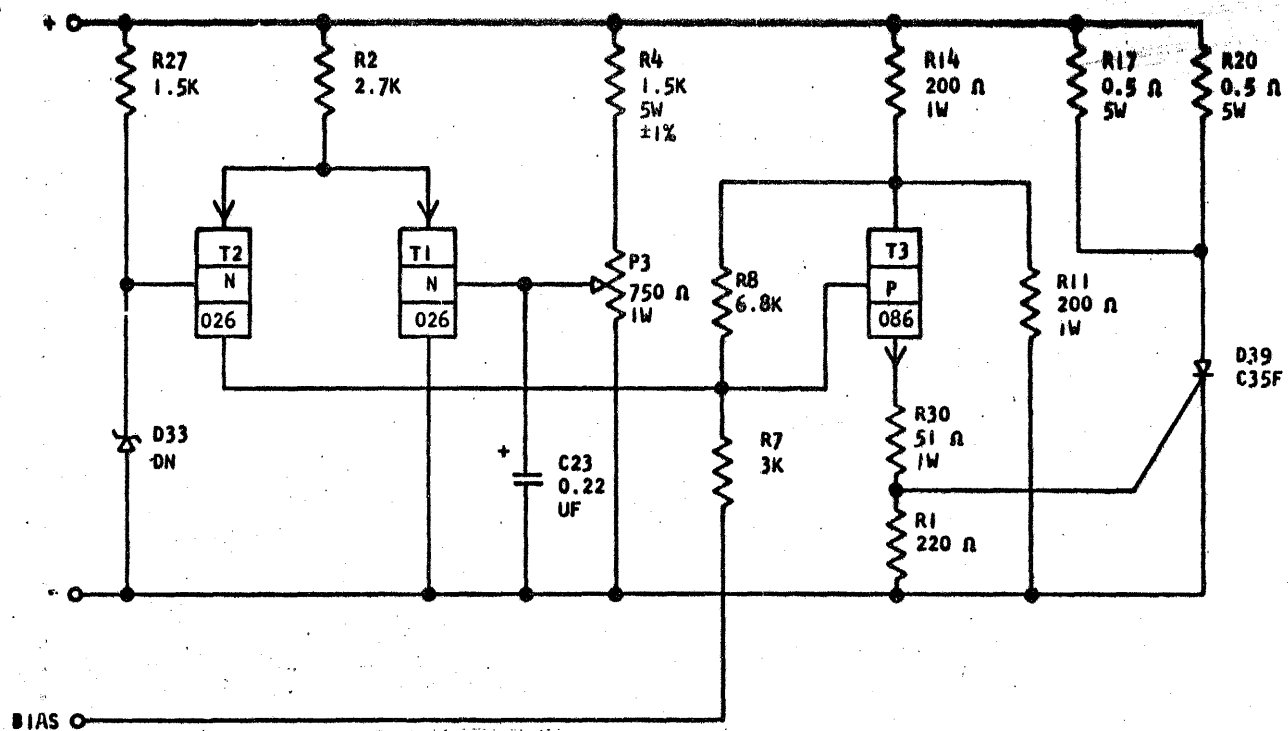 +
R27
1.5K
R2
2.7K
R4
1.5K
5W
±1%
R14
200 Ω
1W
R17
0.5 Ω
5W
R20
0.5 Ω
5W
T2
N
026
T1
N
026
P3
750 Ω
1W
R8
6.8K
T3
P
086
R11
200 Ω
1W
D39
C35F
D33
DN
+
C23
0.22
UF
R7
3K
R30
51 Ω
1W
R1
220 Ω
-
BIAS